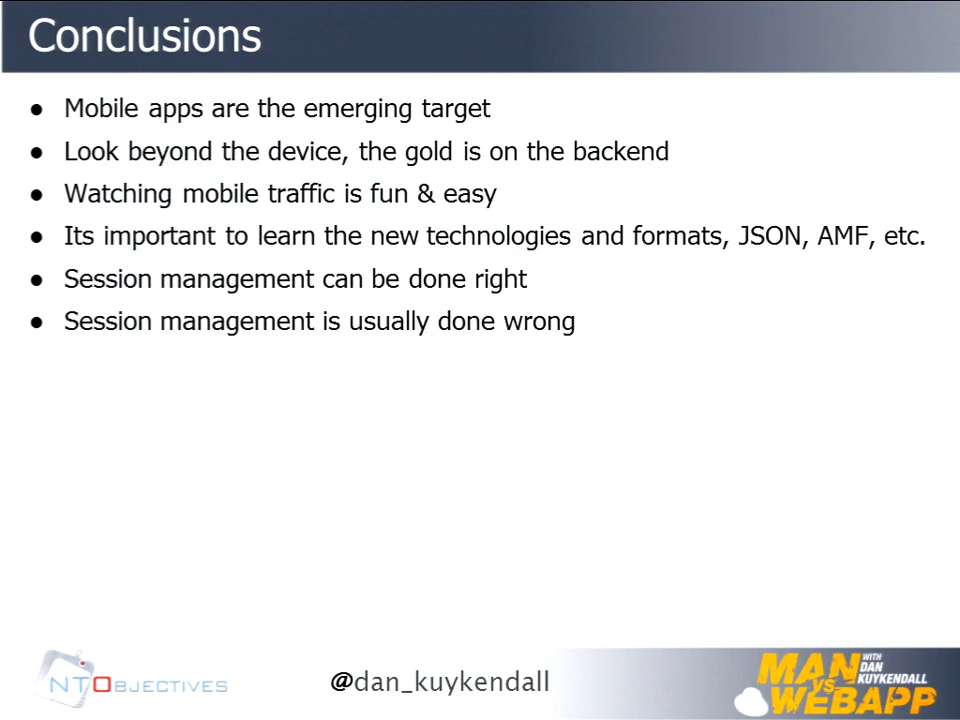 Conclusions
● Mobile apps are the emerging target
● Look beyond the device, the gold is on the backend
● Watching mobile traffic is fun & easy
● Its important to learn the new technologies and formats, JSON, AMF, etc.
● Session management can be done right
● Session management is usually done wrong
NTOBJECTIVES
@dan_kuykendall
MAN VS WEBAPP
WITH DAN KUYKENDALL